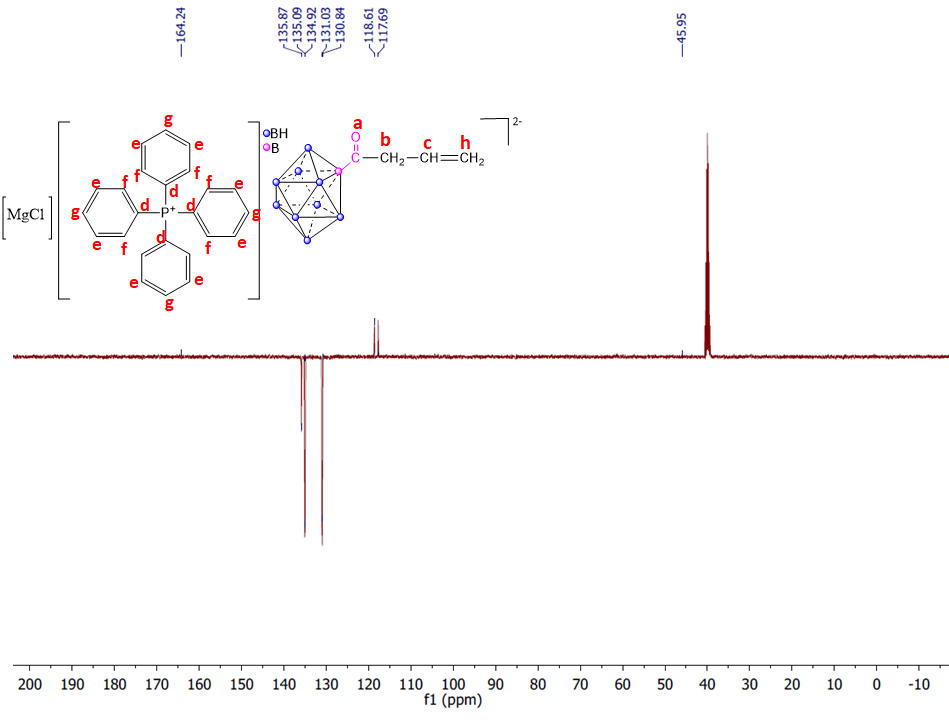 164.24
135.87
135.09
134.92
131.03
130.84
118.61
117.69
45.95
[MgCl]
g
e e
f f
d
e f f e
g d P+ d g
e f d f e
e e
g
BH
B
a
O
b
C—CH2—CH=CH2
c h
2-
200 190 180 170 160 150 140 130 120 110 100 90 80 70 60 50 40 30 20 10 0 -10
f1 (ppm)